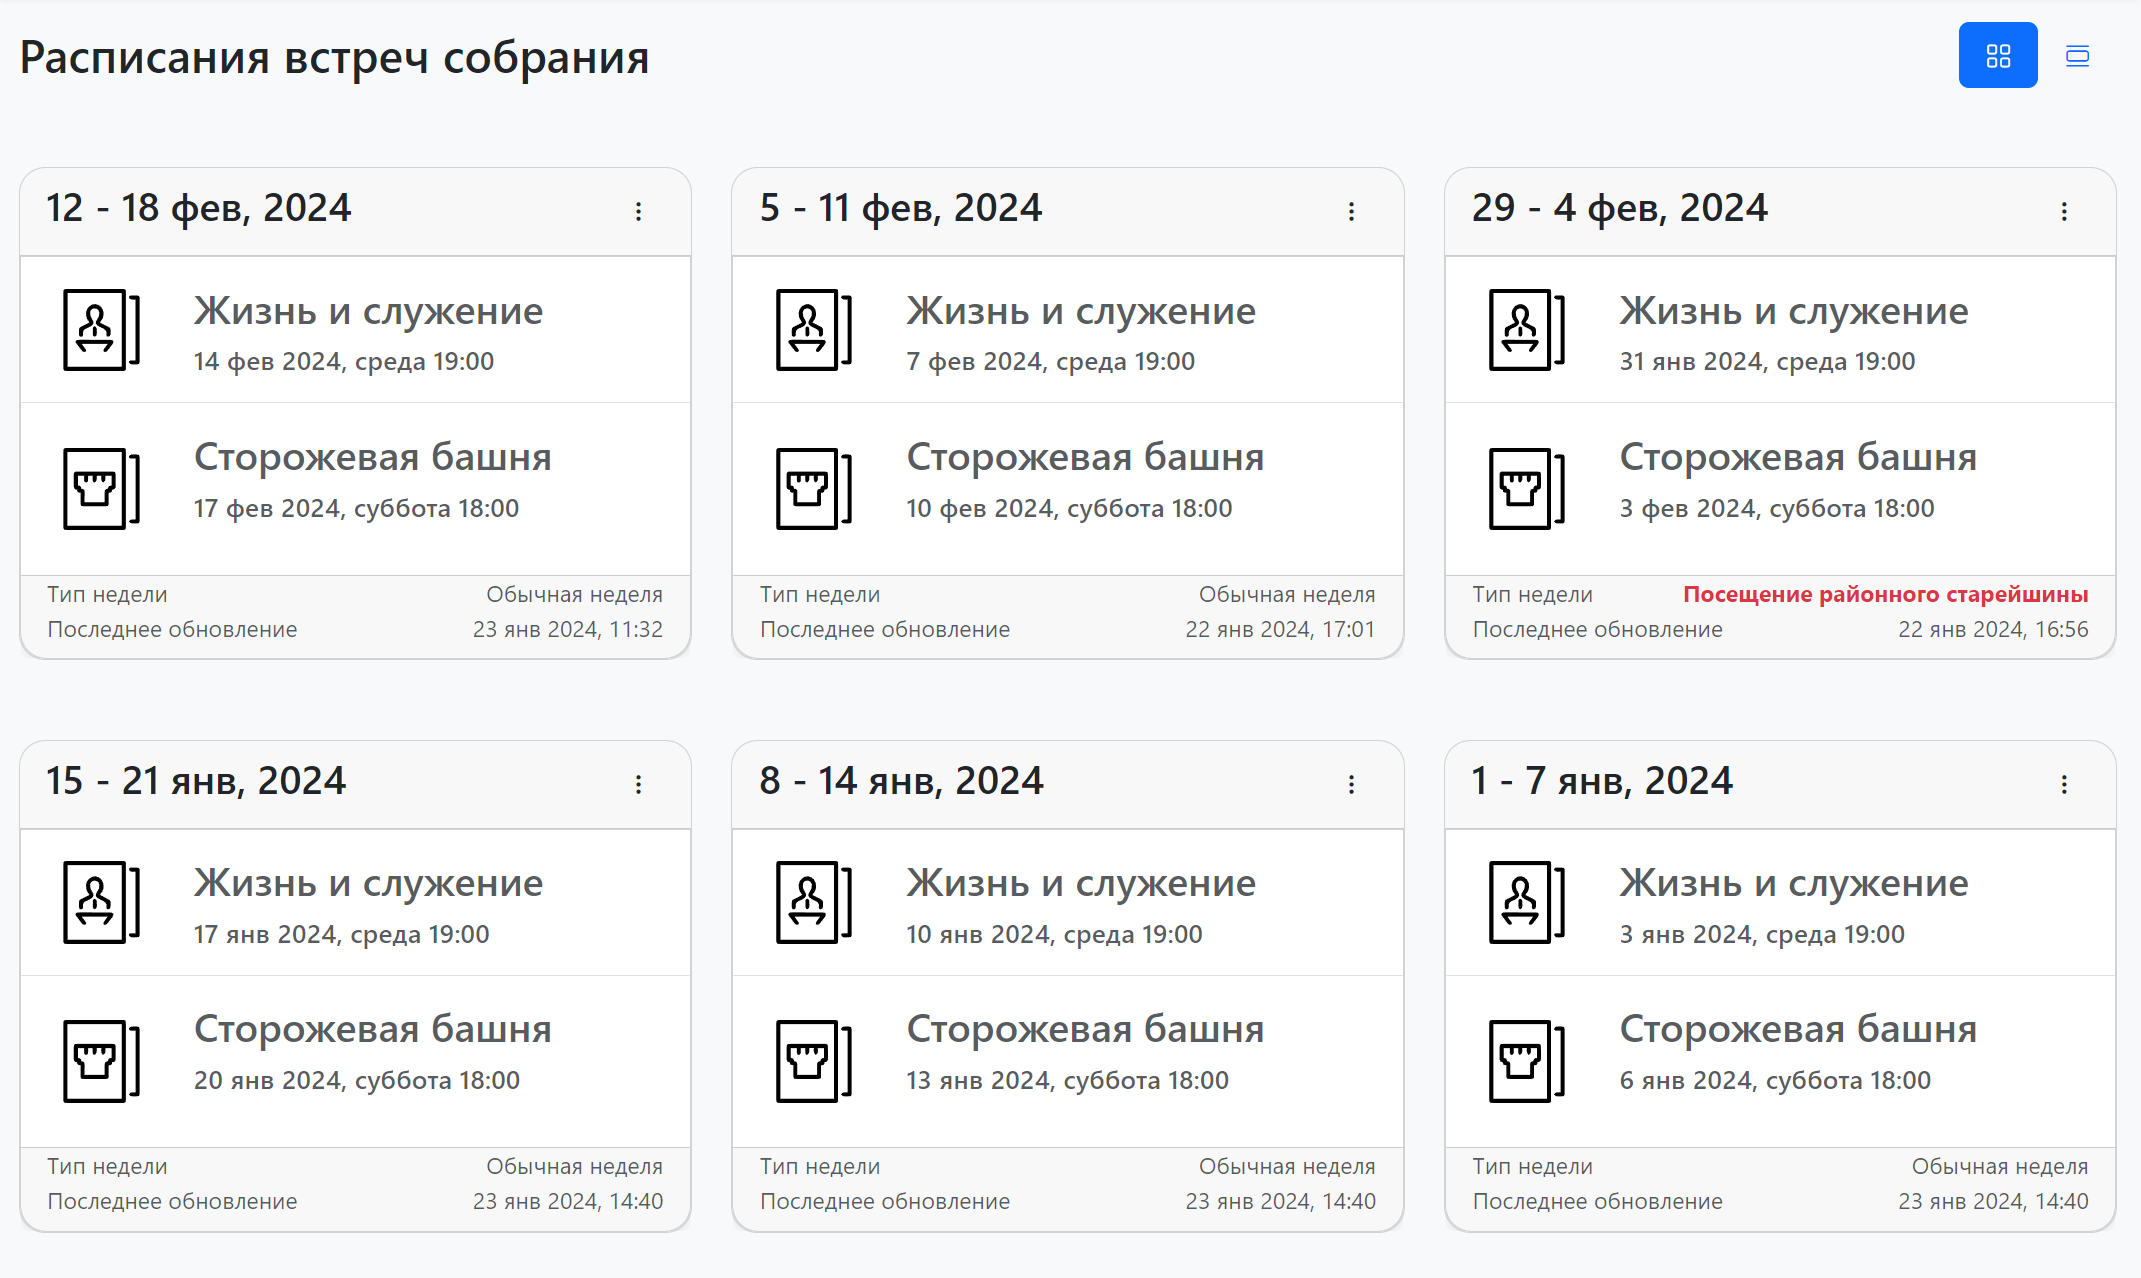 Расписания встреч собрания
12 - 18 фев, 2024
Жизнь и служение
14 фев 2024, среда 19:00
Сторожевая башня
17 фев 2024, суббота 18:00
Тип недели Обычная неделя
Последнее обновление 23 янв 2024, 11:32
5 - 11 фев, 2024
Жизнь и служение
7 фев 2024, среда 19:00
Сторожевая башня
10 фев 2024, суббота 18:00
Тип недели Обычная неделя
Последнее обновление 22 янв 2024, 17:01
29 - 4 фев, 2024
Жизнь и служение
31 янв 2024, среда 19:00
Сторожевая башня
3 фев 2024, суббота 18:00
Тип недели Посещение районного старейшины
Последнее обновление 22 янв 2024, 16:56
15 - 21 янв, 2024
Жизнь и служение
17 янв 2024, среда 19:00
Сторожевая башня
20 янв 2024, суббота 18:00
Тип недели Обычная неделя
Последнее обновление 23 янв 2024, 14:40
8 - 14 янв, 2024
Жизнь и служение
10 янв 2024, среда 19:00
Сторожевая башня
13 янв 2024, суббота 18:00
Тип недели Обычная неделя
Последнее обновление 23 янв 2024, 14:40
1 - 7 янв, 2024
Жизнь и служение
3 янв 2024, среда 19:00
Сторожевая башня
6 янв 2024, суббота 18:00
Тип недели Обычная неделя
Последнее обновление 23 янв 2024, 14:40